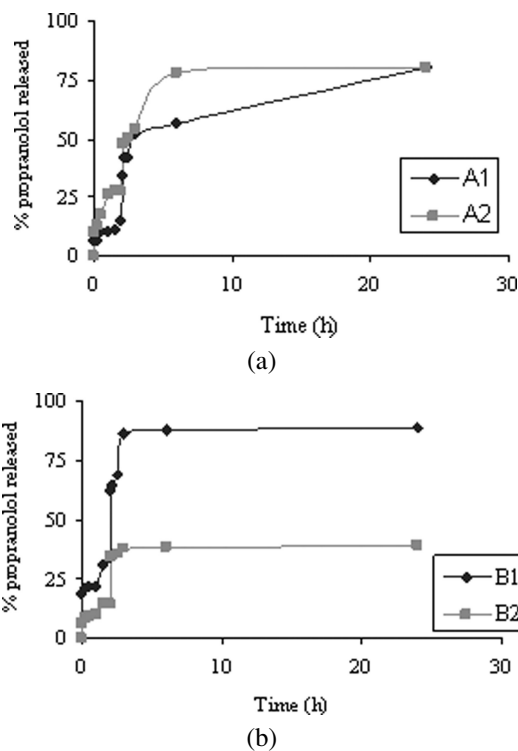 100
75
50
25
0
% propranolol released
A1
A2
0 10 20 30
Time (h)
(a)
100
75
50
25
0
% propranolol released
B1
B2
0 10 20 30
Time (h)
(b)